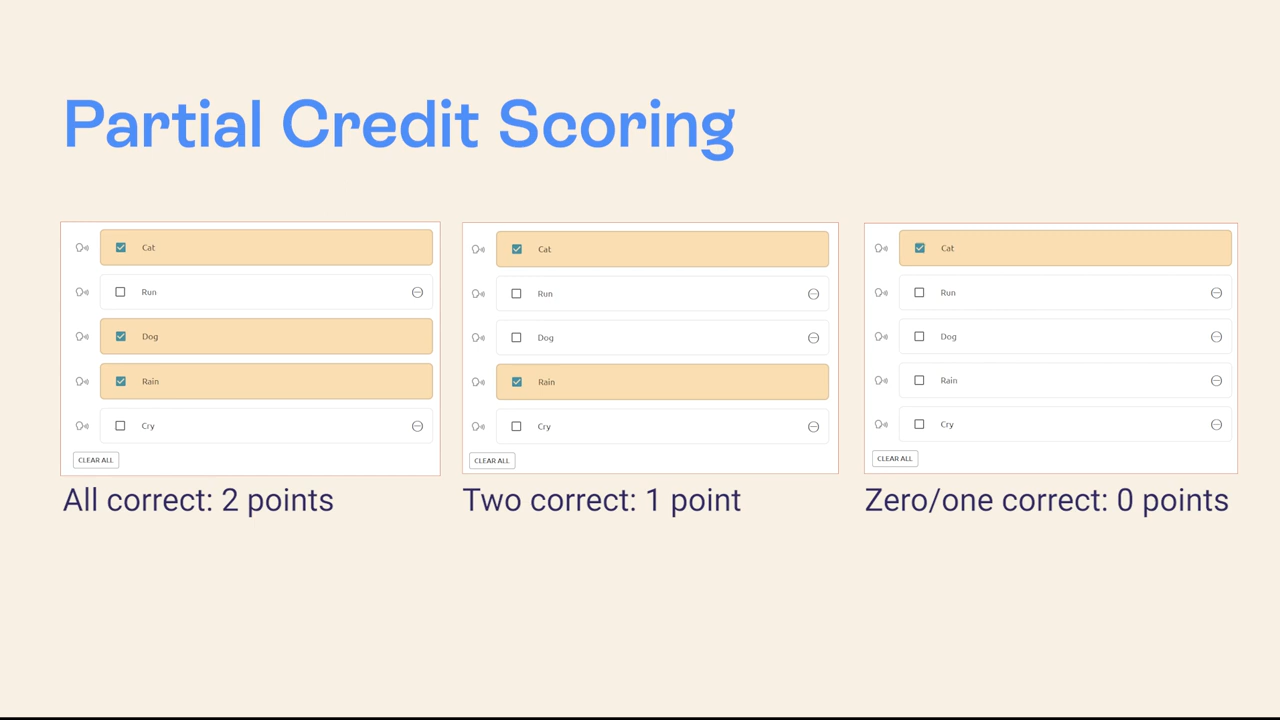 Partial Credit Scoring
Cat
Run
Dog
Rain
Cry
CLEAR ALL
All correct: 2 points
Cat
Run
Dog
Rain
Cry
CLEAR ALL
Two correct: 1 point
Cat
Run
Dog
Rain
Cry
CLEAR ALL
Zero/one correct: 0 points